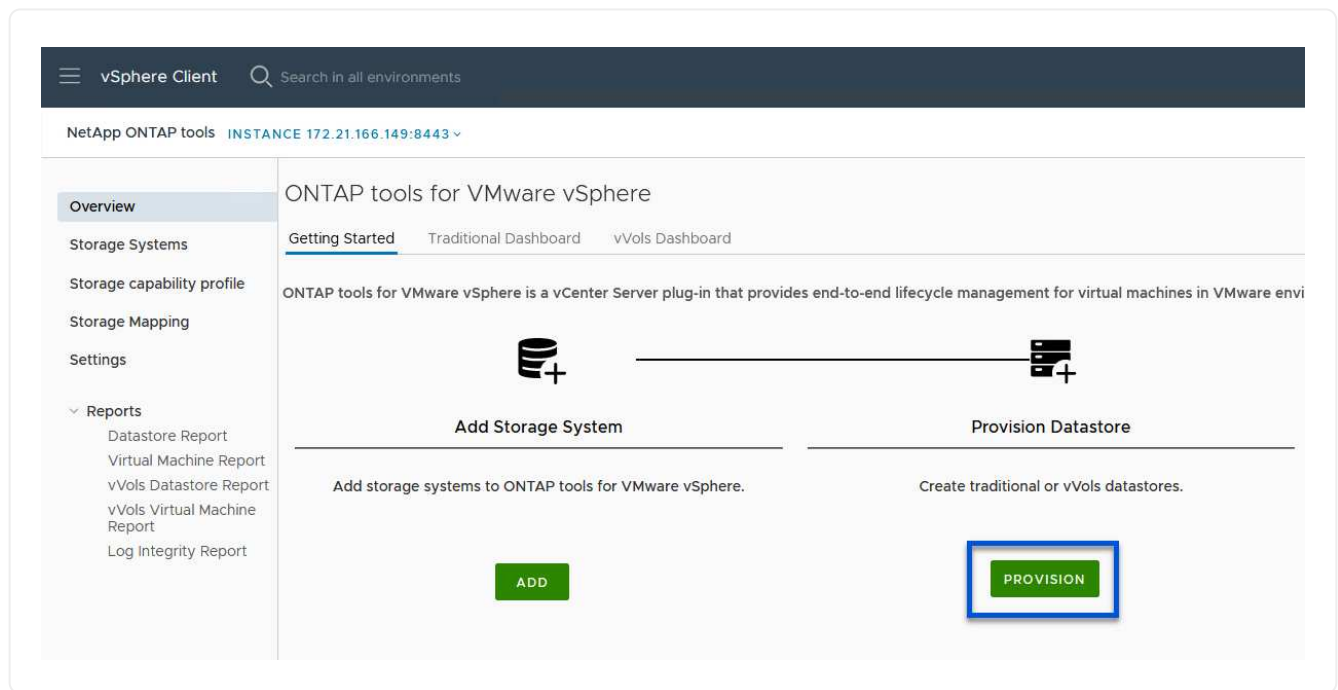 vSphere Client
Search in all environments
NetApp ONTAP tools INSTANCE 172.21.166.149:8443
Overview
Storage Systems
Storage capability profile
Storage Mapping
Settings
Reports
Datastore Report
Virtual Machine Report
vVols Datastore Report
vVols Virtual Machine
Report
Log Integrity Report
ONTAP tools for VMware vSphere
Getting Started Traditional Dashboard vVols Dashboard
ONTAP tools for VMware vSphere is a vCenter Server plug-in that provides end-to-end lifecycle management for virtual machines in VMware envi
Add Storage System
Add storage systems to ONTAP tools for VMware vSphere.
ADD
Provision Datastore
Create traditional or vVols datastores.
PROVISION